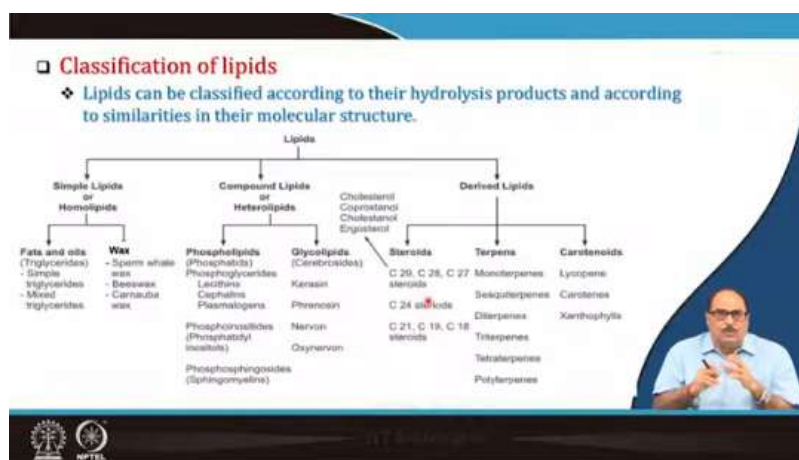 Classification of lipids
Lipids can be classified according to their hydrolysis products and according
to similarities in their molecular structure.
Lipids
Simple Lipids
or
Homolipids
Compound Lipids
or
Heterolipids
Derived Lipids
Cholesterol
Coprostanol
Cholestanol
Ergosterol
Fats and oils
(Triglycerides)
- Simple
triglycerides
- Mixed
triglycerides
Wax
- Sperm whale
wax
- Beeswax
- Carnauba
wax
Phospholipids
(Phosphatids)
Phosphoglycerides
Lecithins
Cephalins
Plasmalogens
Phosphoinositides
(Phosphatidyl
inositols)
Phosphosphingosides
(Sphingomyelins)
Glycolipids
(Cerebrosides)
Kerasin
Phrenosin
Nervon
Oxynervon
Steroids
C 29, C 28, C 27
steroids
C 24 steriods
C 21, C 19, C 18
steroids
Terpens
Monoterpenes
Sesquiterpenes
Diterpenes
Triterpenes
Tetraterpenes
Polyterpenes
Carotenoids
Lycopene
Carotenes
Xanthophylls
NPTEL